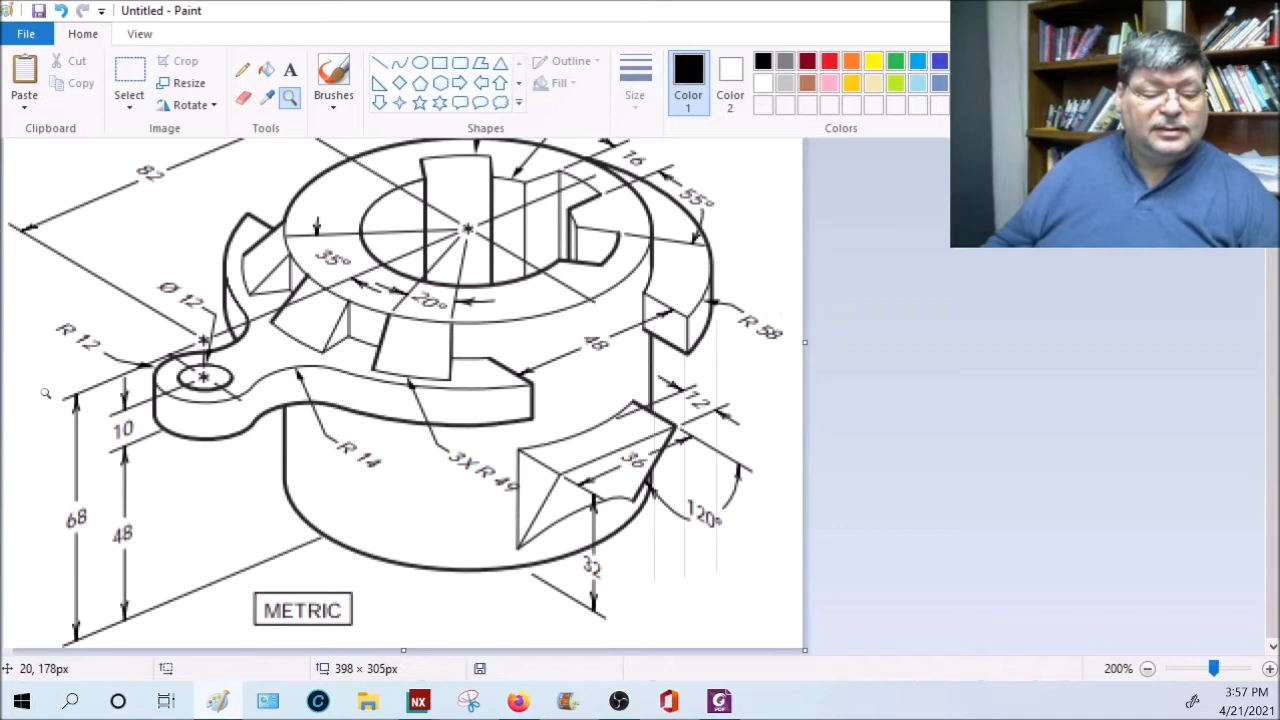 Untitled - Paint
File
Home
View
Paste
Cut
Copy
Clipboard
Select
Crop
Resize
Rotate
Image
A
Tools
Brushes
Outline
Fill
Shapes
Size
Color
1
Color
2
Colors
82
16
55°
35°
20°
Ø 12
R 12
48
R 58
10
R 14
3X R 49
12
36
120°
68
48
32
METRIC
20, 178px
398 × 305px
200%
C
NX
PDF
3:57 PM
4/21/2021